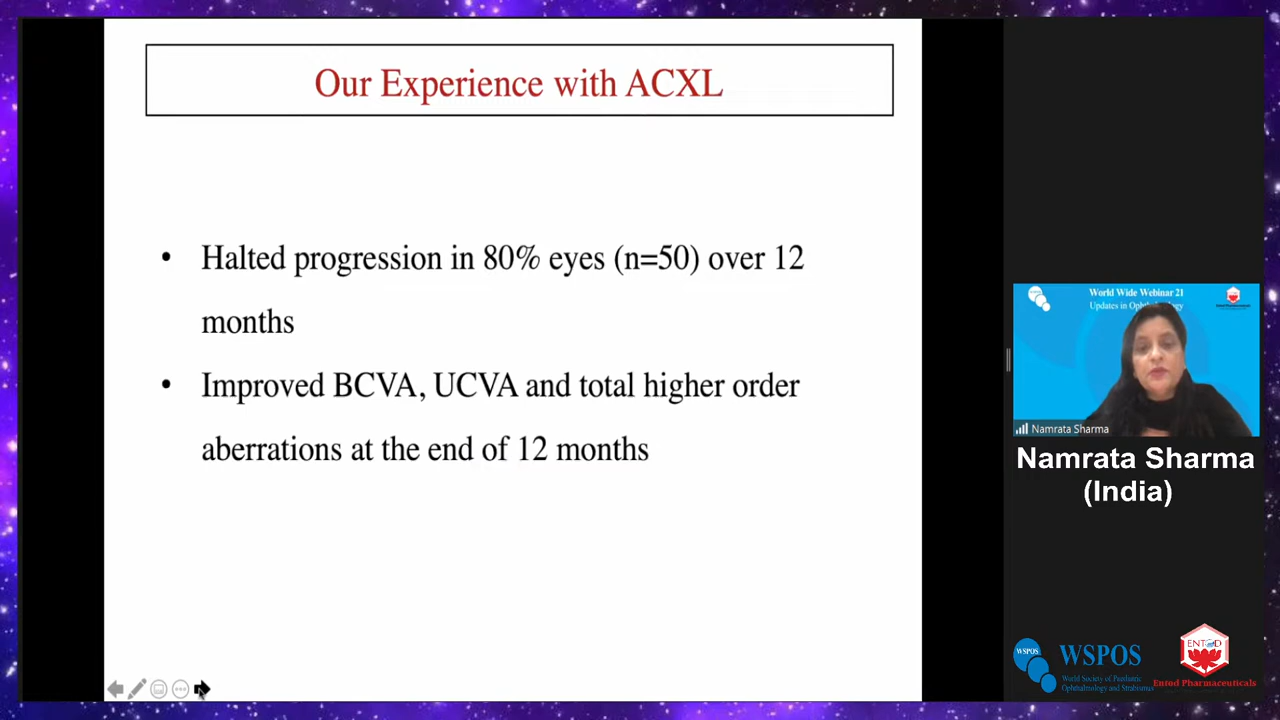 Our Experience with ACXL
• Halted progression in 80% eyes (n=50) over 12
months
• Improved BCVA, UCVA and total higher order
aberrations at the end of 12 months
World Wide Webinar 21
Updates in Ophthalmology
Namrata Sharma
Namrata Sharma
(India)
WSPOS
WSPOS
World Society of Paediatric
Ophthalmology and Strabismus
ENTOD
Entod Pharmaceuticals